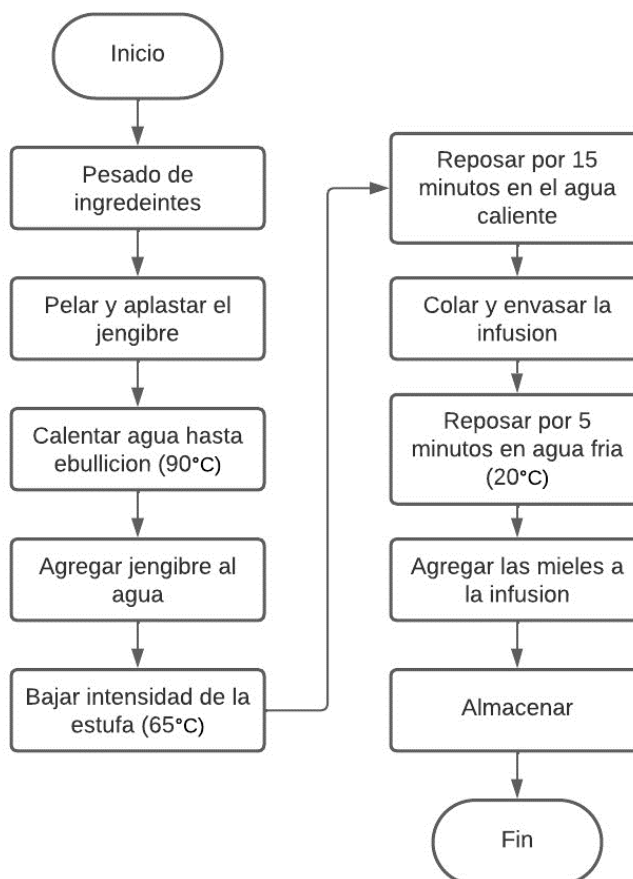 Inicio
Pesado de
ingredeintes
Pelar y aplastar el
jengibre
Calentar agua hasta
ebullicion (90°C)
Agregar jengibre al
agua
Bajar intensidad de la
estufa (65°C)
Reposar por 15
minutos en el agua
caliente
Colar y envasar la
infusion
Reposar por 5
minutos en agua fria
(20°C)
Agregar las mieles a
la infusion
Almacenar
Fin